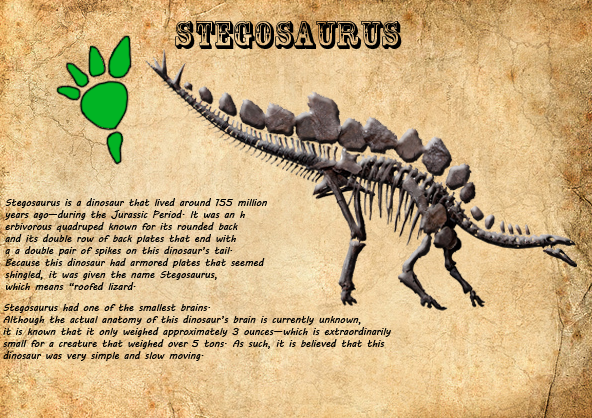 STEGOSAURUS
Stegosaurus is a dinosaur that lived around 155 million
years ago—during the Jurassic Period. It was an h
erbivorous quadruped known for its rounded back
and its double row of back plates that end with
a a double pair of spikes on this dinosaur's tail.
Because this dinosaur had armored plates that seemed
shingled, it was given the name Stegosaurus,
which means “roofed lizard.
Stegosaurus had one of the smallest brains.
Although the actual anatomy of this dinosaur's brain is currently unknown,
it is known that it only weighed approximately 3 ounces—which is extraordinarily
small for a creature that weighed over 5 tons. As such, it is believed that this
dinosaur was very simple and slow moving.